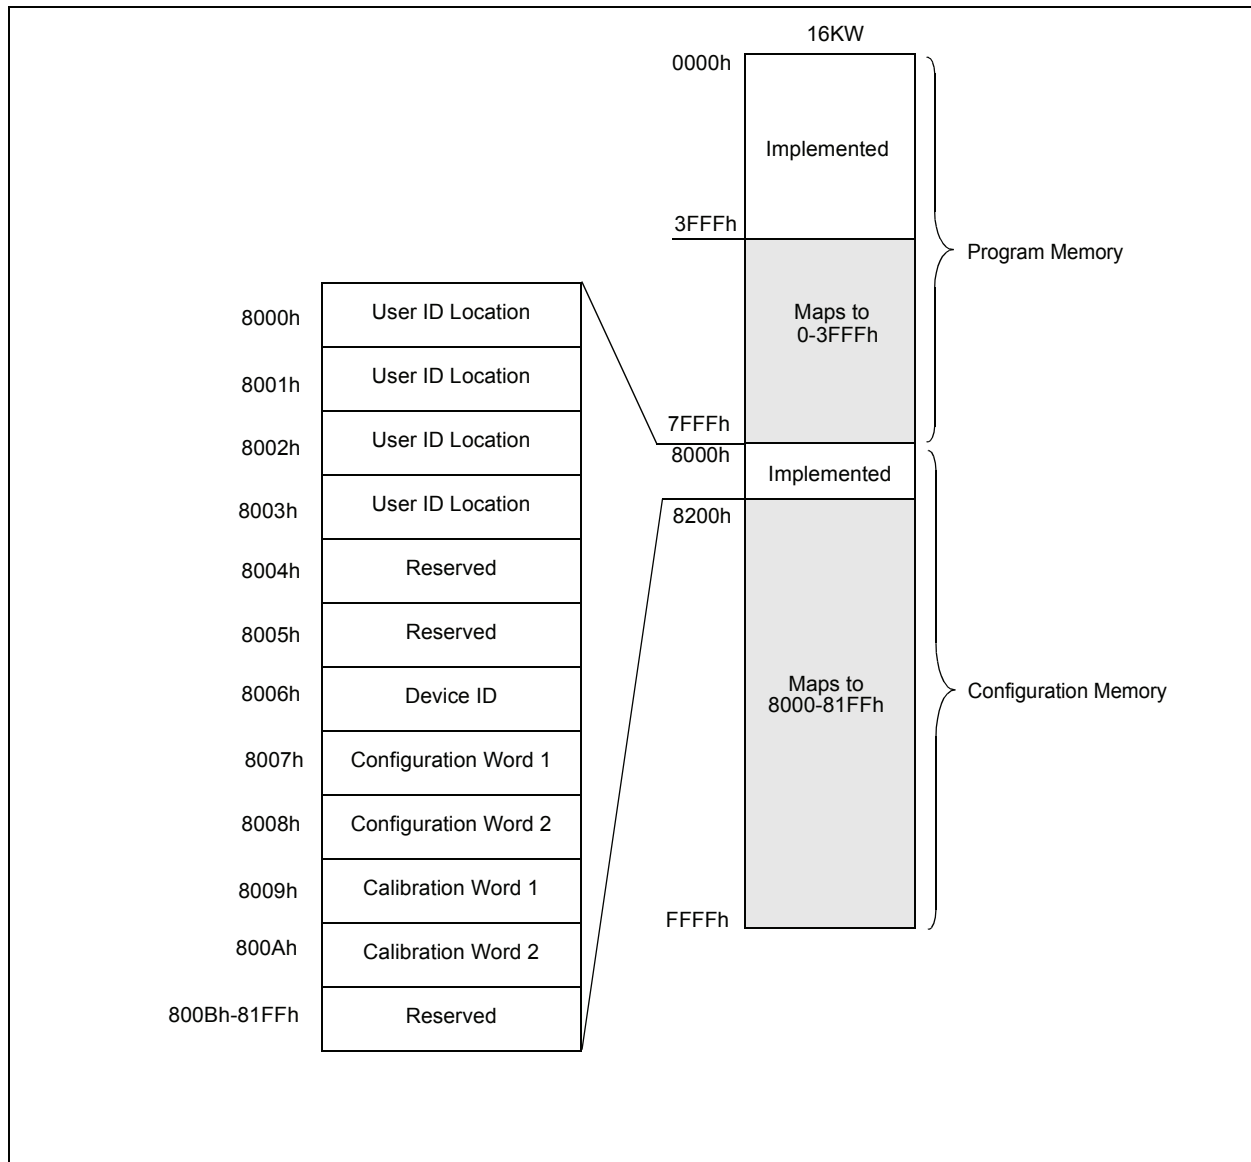 16KW
0000h
Implemented
3FFFh
Program Memory
Maps to
0-3FFFh
7FFFh
8000h
Implemented
8200h
Maps to
8000-81FFh
Configuration Memory
FFFFh
8000h
User ID Location
8001h
User ID Location
8002h
User ID Location
8003h
User ID Location
8004h
Reserved
8005h
Reserved
8006h
Device ID
8007h
Configuration Word 1
8008h
Configuration Word 2
8009h
Calibration Word 1
800Ah
Calibration Word 2
800Bh-81FFh
Reserved